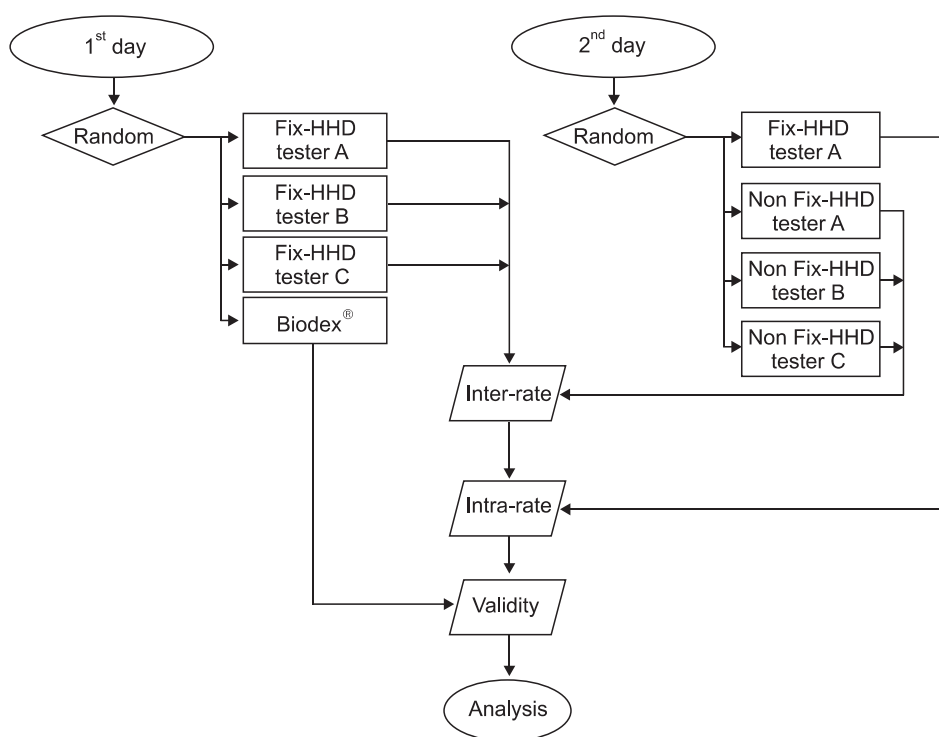 1st day
Random
Fix-HHD
tester A
Fix-HHD
tester B
Fix-HHD
tester C
Biodex®
2nd day
Random
Fix-HHD
tester A
Non Fix-HHD
tester A
Non Fix-HHD
tester B
Non Fix-HHD
tester C
Inter-rate
Intra-rate
Validity
Analysis